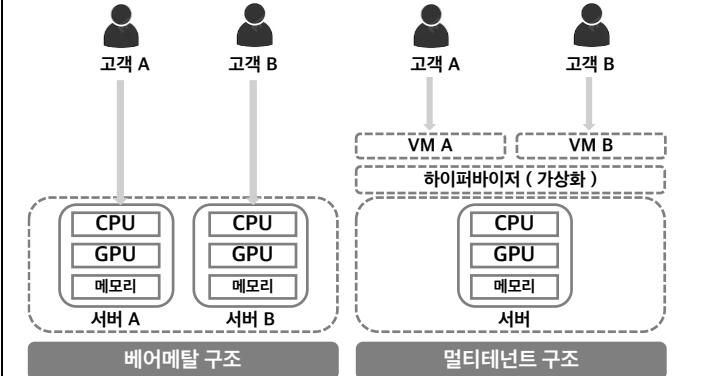 고객 A
고객 B
고객 A
고객 B
VM A
VM B
하이퍼바이저 ( 가상화 )
CPU
GPU
메모리
서버 A
CPU
GPU
메모리
서버 B
CPU
GPU
메모리
서버
베어메탈 구조
멀티테넌트 구조